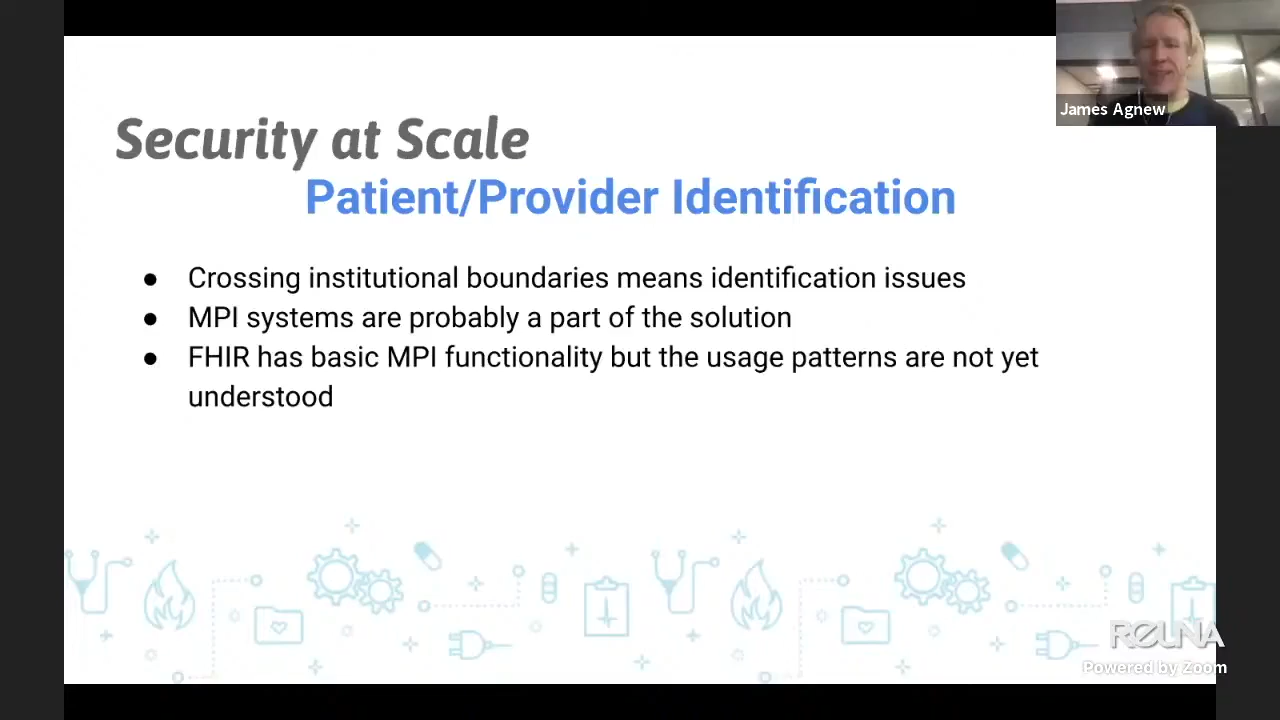 James Agnew
Security at Scale
Patient/Provider Identification
● Crossing institutional boundaries means identification issues
● MPI systems are probably a part of the solution
● FHIR has basic MPI functionality but the usage patterns are not yet
understood
REUNA
Powered by Zoom